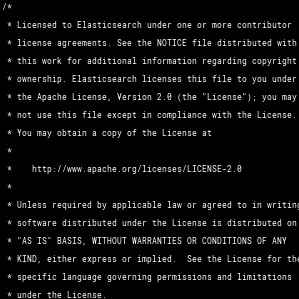 /*
 * Licensed to Elasticsearch under one or more contributor
 * license agreements. See the NOTICE file distributed with
 * this work for additional information regarding copyright
 * ownership. Elasticsearch licenses this file to you under
 * the Apache License, Version 2.0 (the "License"); you may
 * not use this file except in compliance with the License.
 * You may obtain a copy of the License at
 *
 *    http://www.apache.org/licenses/LICENSE-2.0
 *
 * Unless required by applicable law or agreed to in writing
 * software distributed under the License is distributed on
 * "AS IS" BASIS, WITHOUT WARRANTIES OR CONDITIONS OF ANY
 * KIND, either express or implied.  See the License for the
 * specific language governing permissions and limitations
 * under the License.